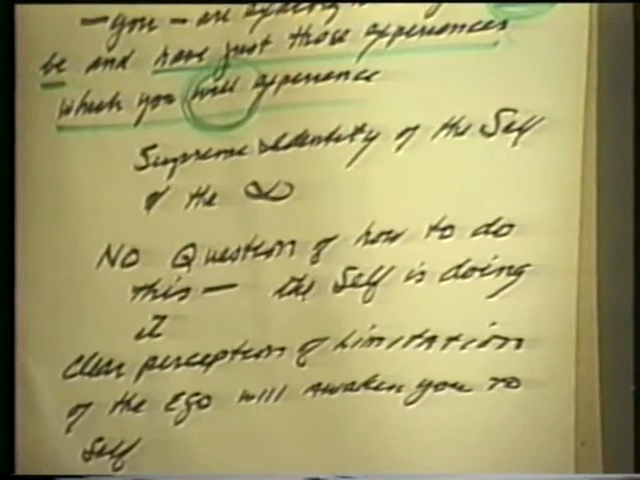 – you – are
be and have just those experiences
which you will experience
Supreme Identity of the Self
of the ∞
NO Question of how to do
this — the Self is doing
it
Clear perception of Limitation
of the Ego will awaken you to
Self